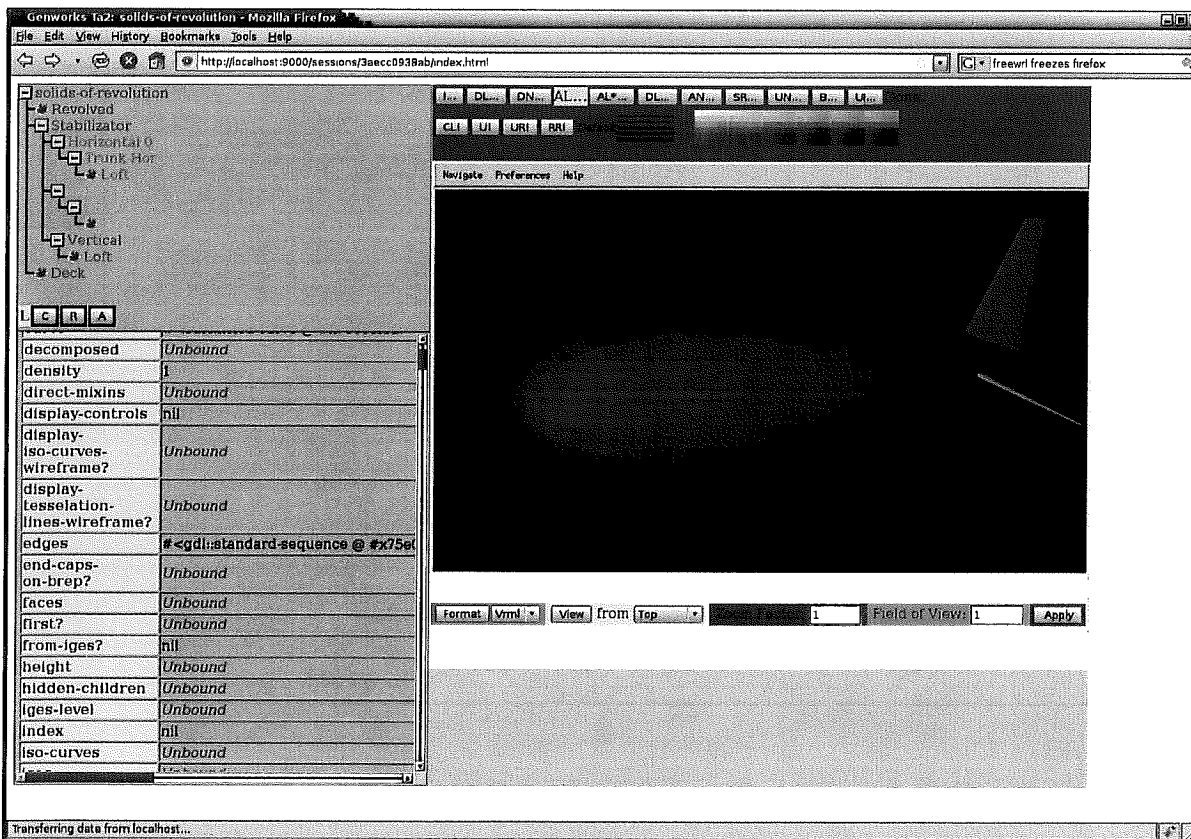 Genworks Ta2: solids-of-revolution - Mozilla Firefox
File Edit View History Bookmarks Tools Help
http://localhost:9000/sessions/3aecc0938ab/index.html
freewrl freezes firefox
solids-of-revolution
Revolved
Stabilizator
Horizontal 0
Trunk Hor
Loft
Vertical
Loft
Deck
L C R A
I... DL... DN... AL... AL*... DL... AN... SR... UN... B... UI...
CLI UI URI RRI
Navigate Preferences Help
decomposed Unbound
density 1
direct-mixins Unbound
display-controls nil
display-
iso-curves- Unbound
wireframe?
display-
tesselation- Unbound
lines-wireframe?
edges #<gdl::standard-sequence @ #x75e
end-caps- Unbound
on-brep?
faces Unbound
first? Unbound
from-iges? nil
height Unbound
hidden-children Unbound
iges-level Unbound
index nil
iso-curves Unbound
Format Vrml View from Top Zoom Factor: 1 Field of View: 1 Apply
Transferring data from localhost...